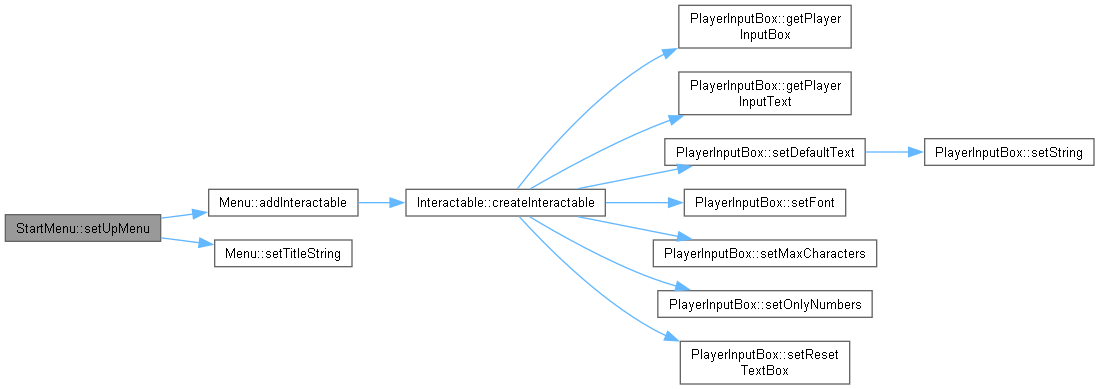 StartMenu::setUpMenu
Menu::addInteractable
Menu::setTitleString
Interactable::createInteractable
PlayerInputBox::getPlayer
InputBox
PlayerInputBox::getPlayer
InputText
PlayerInputBox::setDefaultText
PlayerInputBox::setFont
PlayerInputBox::setMaxCharacters
PlayerInputBox::setOnlyNumbers
PlayerInputBox::setReset
TextBox
PlayerInputBox::setString